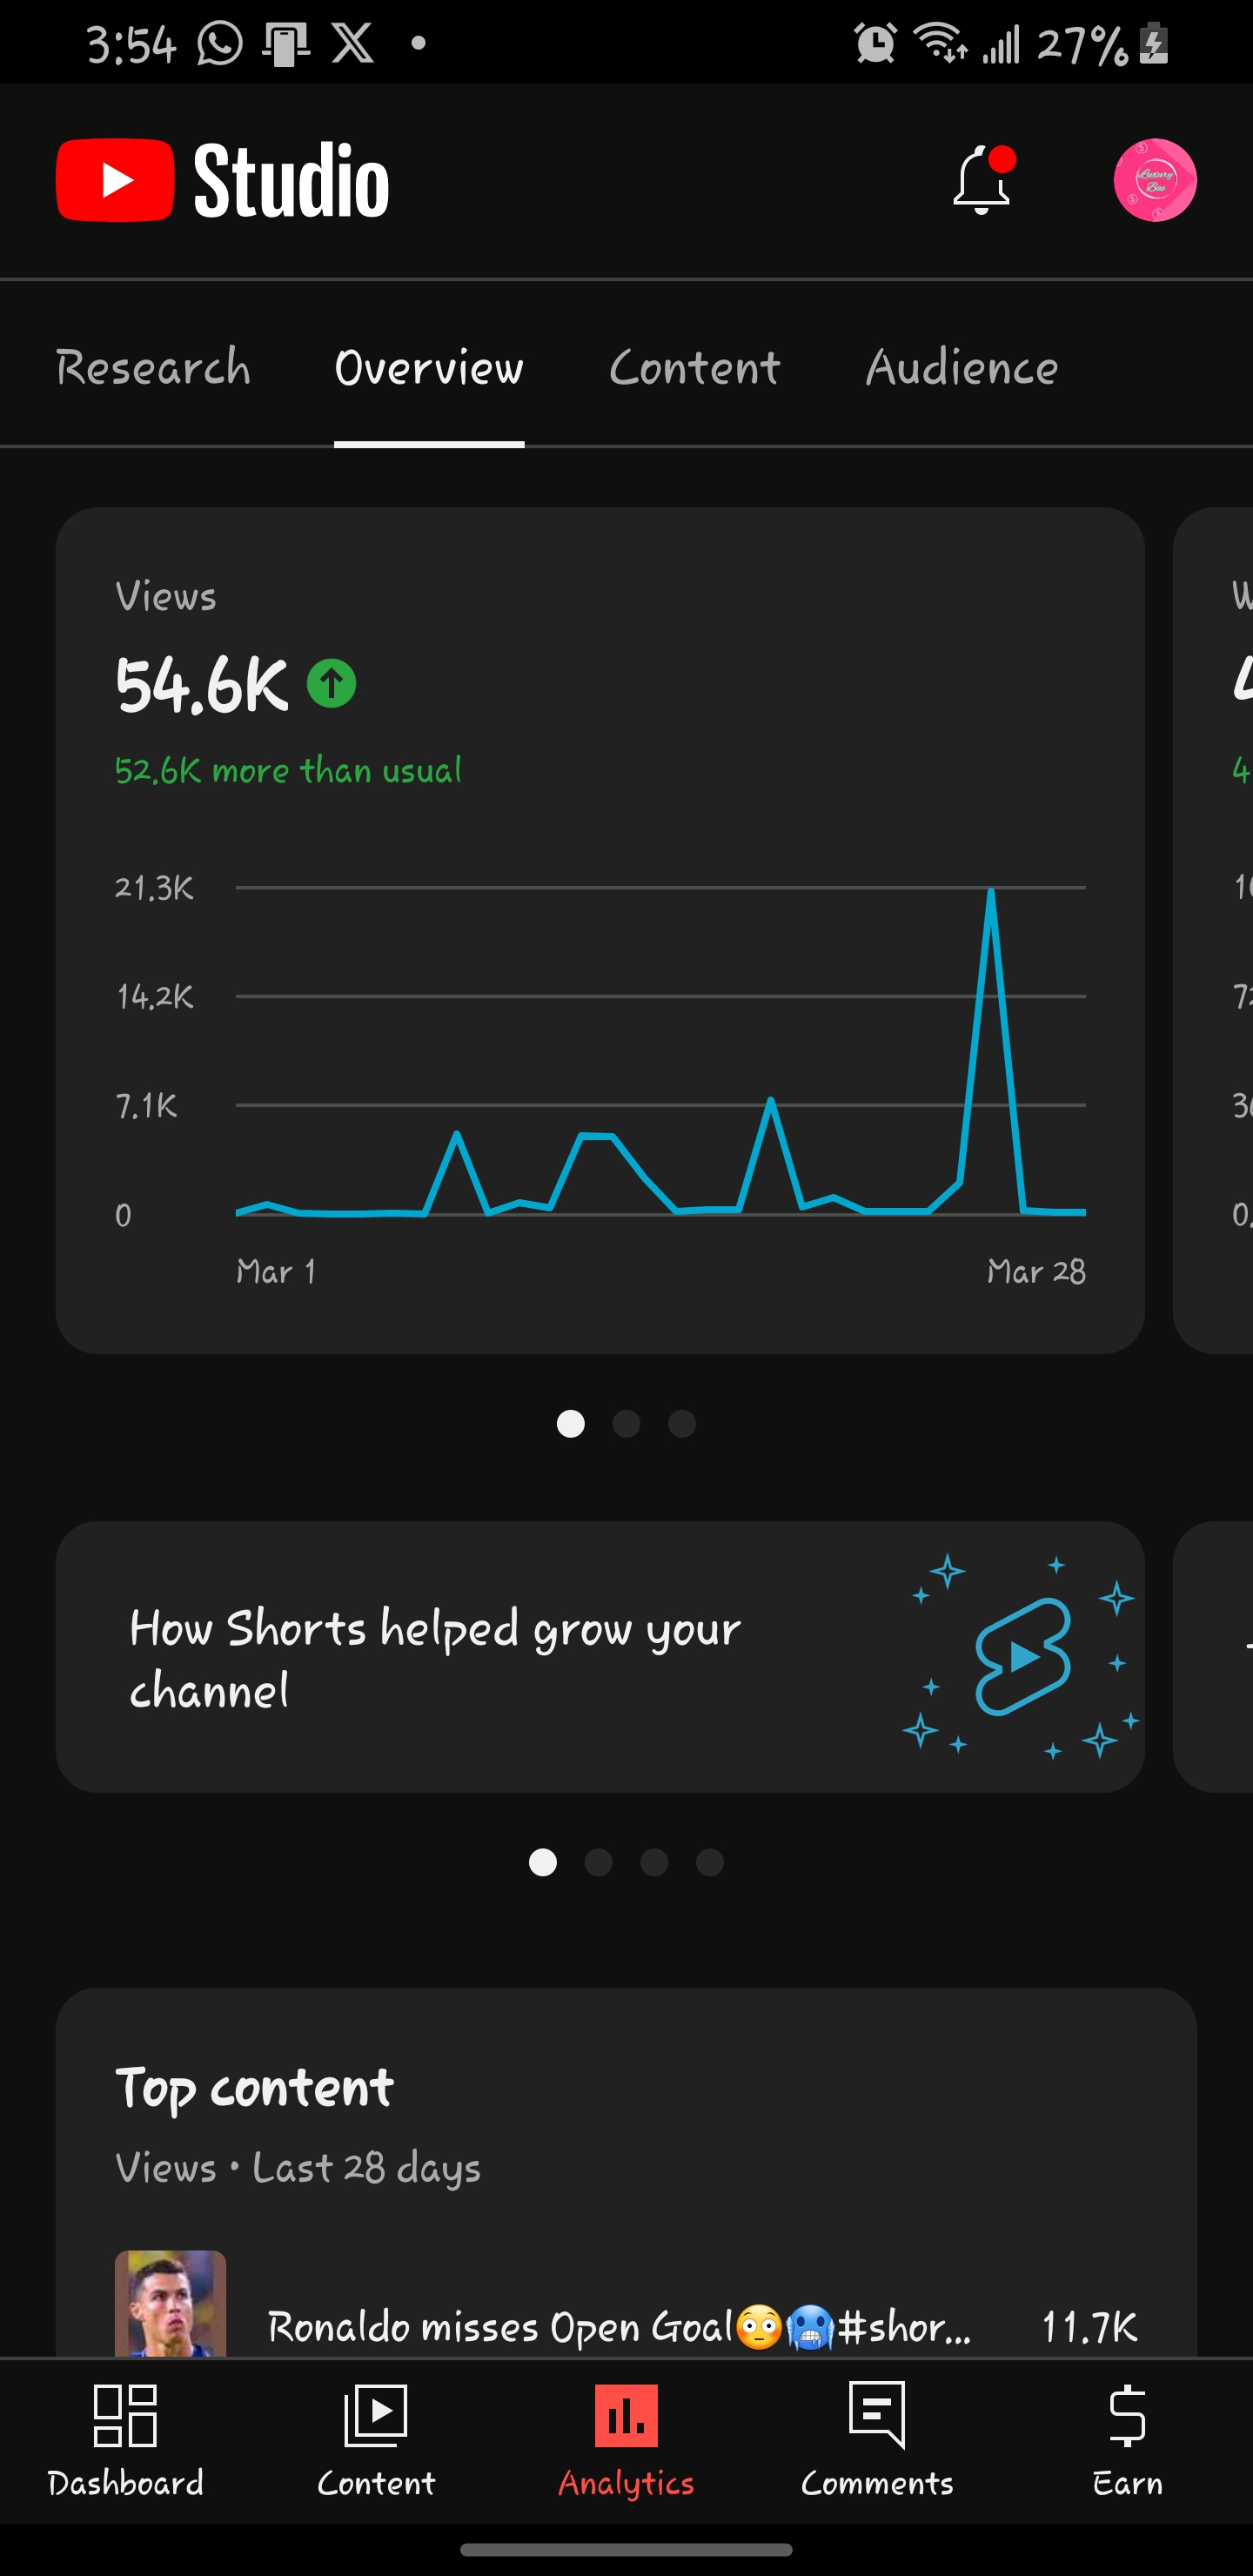 3:54
27%
Studio
Luxury
Bae
Research Overview Content Audience
Views
54.6K
52.6K more than usual
21.3K
14.2K
7.1K
0
Mar 1 Mar 28
How Shorts helped grow your
channel
Top content
Views • Last 28 days
Ronaldo misses Open Goal😳🥶#shor... 11.7K
Dashboard Content Analytics Comments Earn